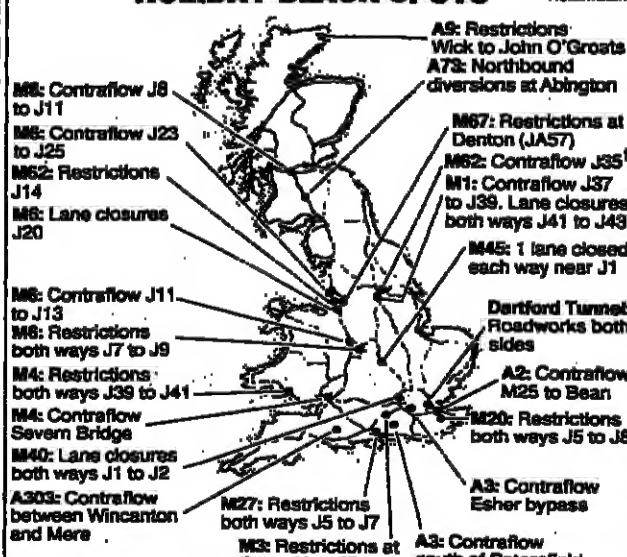 HOLIDAY BLACK SPOTS
A9: Restrictions
Wick to John O'Groats
A73: Northbound
diversions at Abington
M67: Restrictions at
Denton (JA57)
M62: Contraflow J35
M1: Contraflow J37
to J39. Lane closures
both ways J41 to J43
M45: 1 lane closed
each way near J1
Dartford Tunnel:
Roadworks both
sides
A2: Contraflow
M25 to Bean
M20: Restrictions
both ways J5 to J8
A3: Contraflow
Esher bypass
A3: Contraflow
M8: Contraflow J8
to J11
M6: Contraflow J23
to J25
M62: Restrictions
J14
M6: Lane closures
J20
M6: Contraflow J11
to J13
M6: Restrictions
both ways J7 to J9
M4: Restrictions
both ways J39 to J41
M4: Contraflow
Severn Bridge
M40: Lane closures
both ways J1 to J2
A303: Contraflow
between Wincanton
and Mere
M27: Restrictions
both ways J5 to J7
M3: Restrictions at